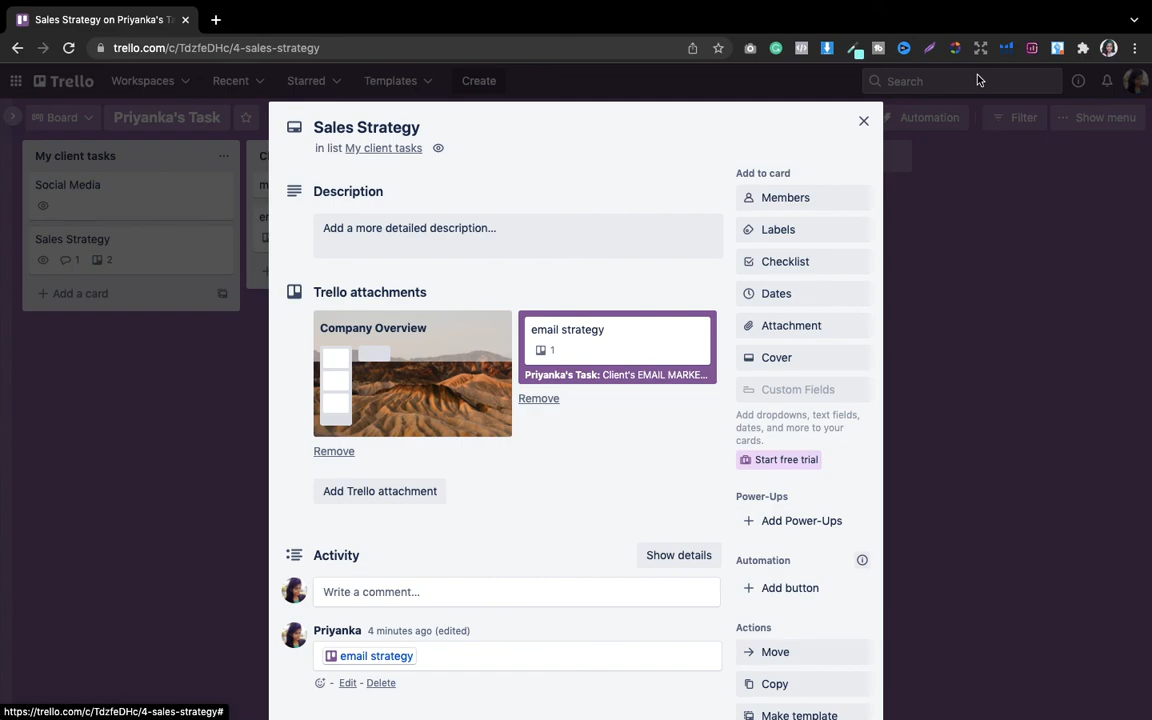 Sales Strategy on Priyanka's Ta
trello.com/c/TdzfeDHc/4-sales-strategy
Trello
Workspaces
Recent
Starred
Templates
Create
Search
Board
Priyanka's Task
Automation
Filter
Show menu
My client tasks
Social Media
Sales Strategy
1
2
Add a card
Sales Strategy
in list My client tasks
Description
Add a more detailed description...
Trello attachments
Company Overview
Remove
email strategy
1
Priyanka's Task: Client's EMAIL MARKE...
Remove
Add Trello attachment
Activity
Show details
Write a comment...
Priyanka 4 minutes ago (edited)
email strategy
- Edit - Delete
Add to card
Members
Labels
Checklist
Dates
Attachment
Cover
Custom Fields
Add dropdowns, text fields,
dates, and more to your
cards.
Start free trial
Power-Ups
Add Power-Ups
Automation
Add button
Actions
Move
Copy
Make template
https://trello.com/c/TdzfeDHc/4-sales-strategy#